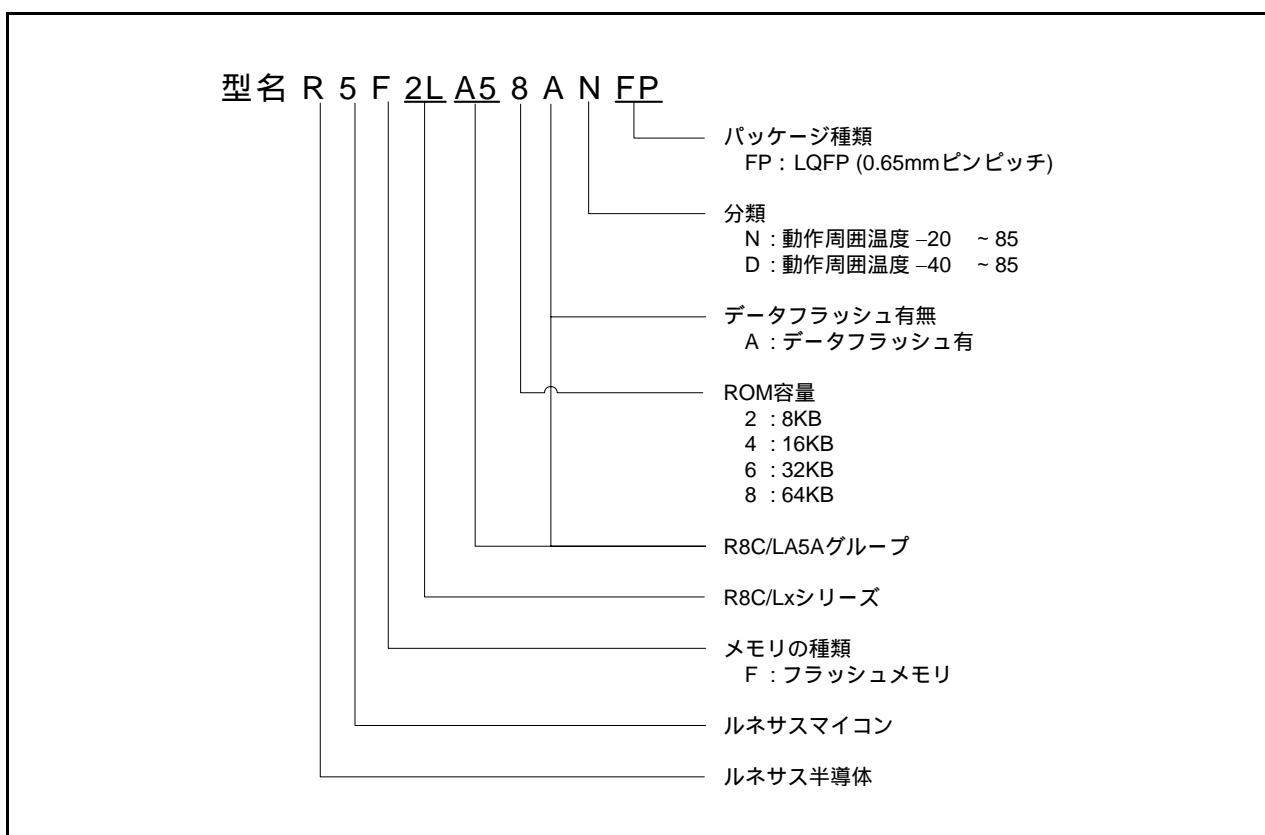 型名 R 5 F 2L A5 8 A N FP
パッケージ種類
FP : LQFP (0.65mmピンピッチ)
分類
N : 動作周囲温度 –20 ~ 85
D : 動作周囲温度 –40 ~ 85
データフラッシュ有無
A : データフラッシュ有
ROM容量
2 : 8KB
4 : 16KB
6 : 32KB
8 : 64KB
R8C/LA5Aグループ
R8C/Lxシリーズ
メモリの種類
F : フラッシュメモリ
ルネサスマイコン
ルネサス半導体